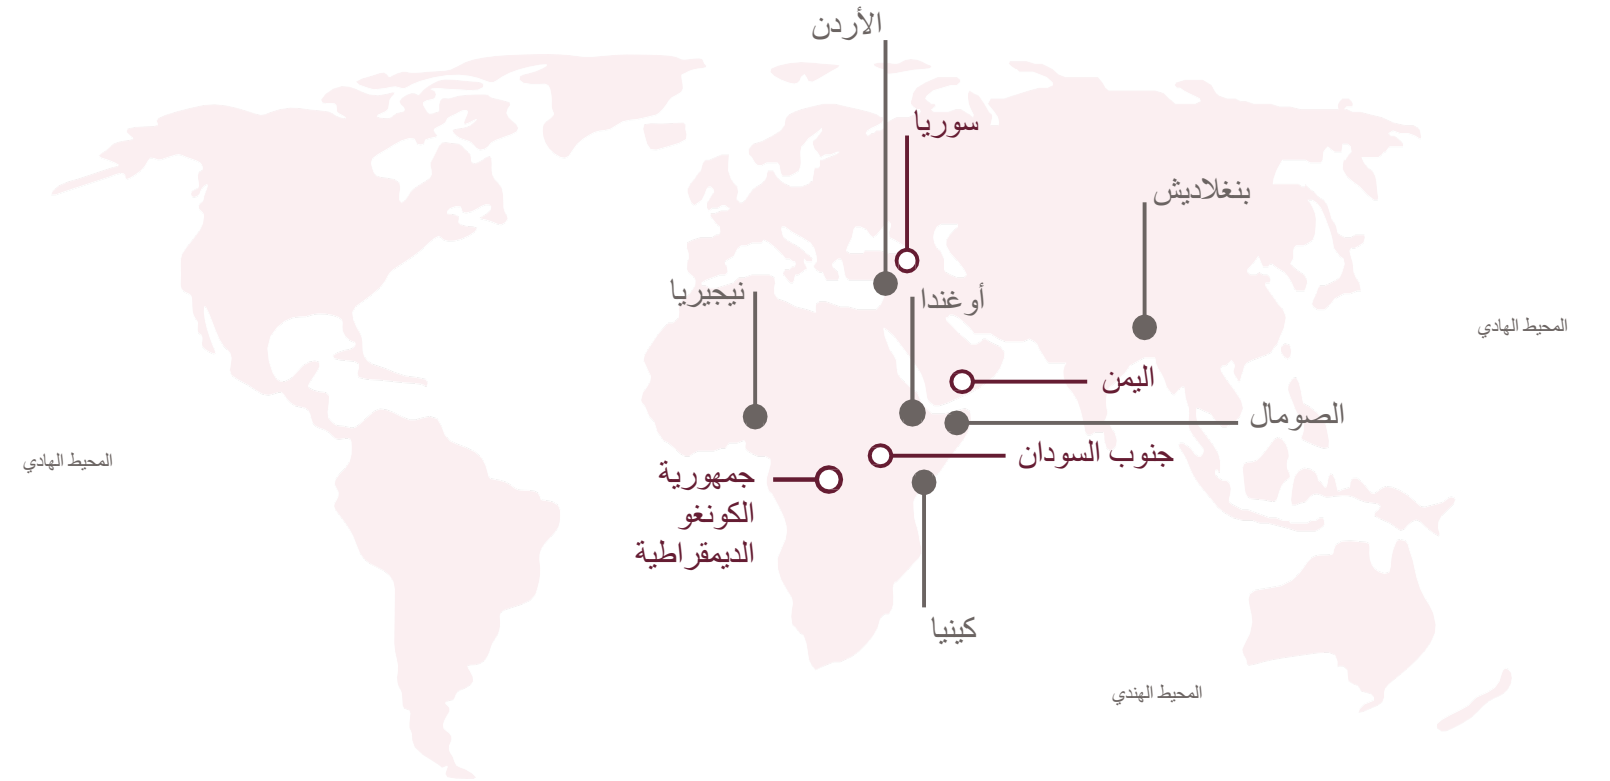 الأردن
سوريا
بنغلاديش
نيجيريا
أوغندا
المحيط الهادي
اليمن
الصومال
جنوب السودان
المحيط الهادي
جمهورية
الكونغو
الديمقراطية
كينيا
المحيط الهندي